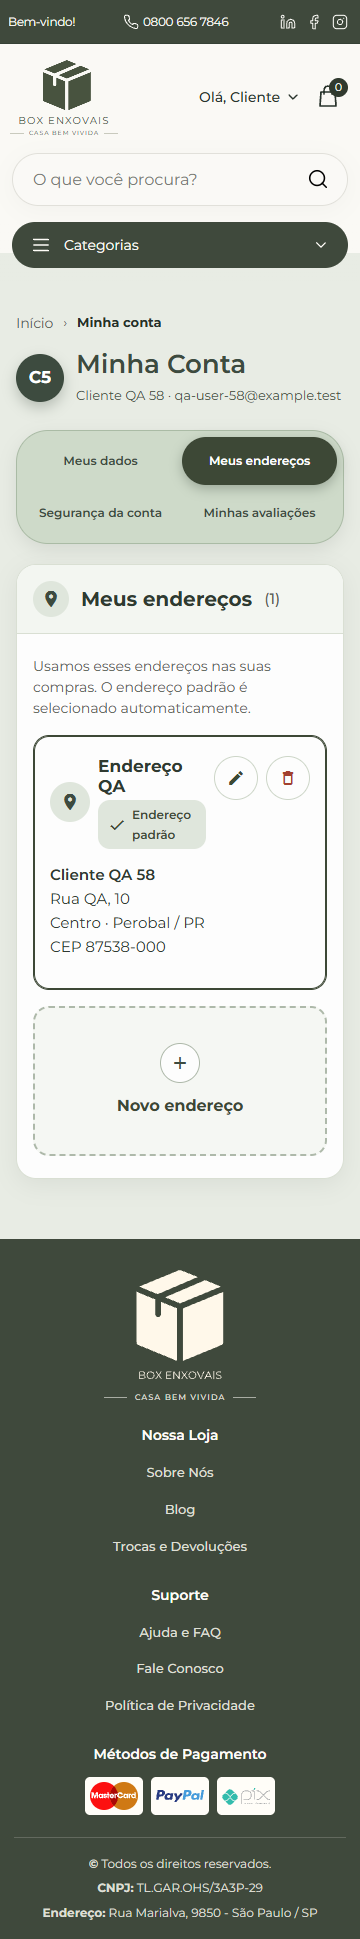 Bem-vindo!
0800 656 7846
BOX ENXOVAIS
CASA BEM VIVIDA
Olá, Cliente
0
O que você procura?
Categorias
Início › Minha conta
C5
Minha Conta
Cliente QA 58 · qa-user-58@example.test
Meus dados
Meus endereços
Segurança da conta
Minhas avaliações
Meus endereços (1)
Usamos esses endereços nas suas
compras. O endereço padrão é
selecionado automaticamente.
Endereço
QA
Endereço
padrão
Cliente QA 58
Rua QA, 10
Centro · Perobal / PR
CEP 87538-000
Novo endereço
BOX ENXOVAIS
CASA BEM VIVIDA
Nossa Loja
Sobre Nós
Blog
Trocas e Devoluções
Suporte
Ajuda e FAQ
Fale Conosco
Política de Privacidade
Métodos de Pagamento
MasterCard
PayPal
pix
© Todos os direitos reservados.
CNPJ: TL.GAR.OHS/3A3P-29
Endereço: Rua Marialva, 9850 - São Paulo / SP